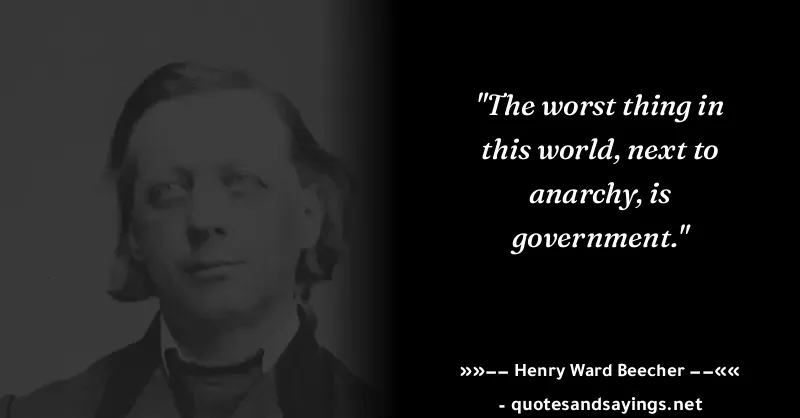 "The worst thing in
this world, next to
anarchy, is
government."
»»–– Henry Ward Beecher ––««
- quotesandsayings.net